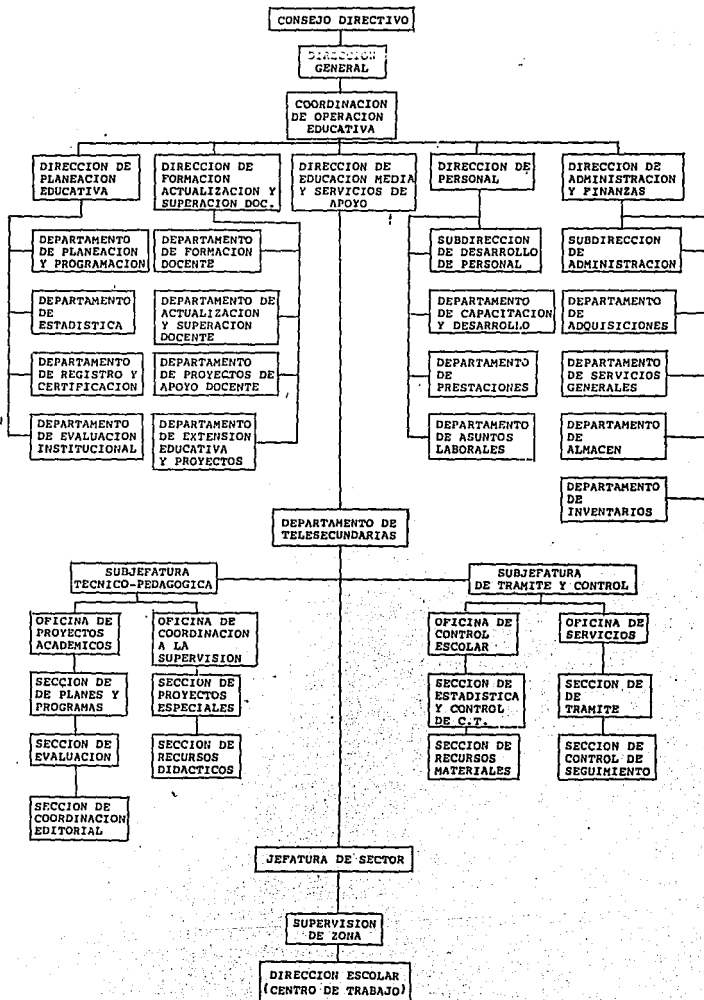 CONSEJO DIRECTIVO
DIRECCION
GENERAL
COORDINACION
DE OPERACION
EDUCATIVA
DIRECCION DE
PLANEACION
EDUCATIVA
DIRECCION DE
FORMACION
ACTUALIZACION Y
SUPERACION DOC.
DIRECCION DE
EDUCACION MEDIA
Y SERVICIOS DE
APOYO
DIRECCION DE
PERSONAL
DIRECCION DE
ADMINISTRACION
Y FINANZAS
DEPARTAMENTO
DE PLANEACION
Y PROGRAMACION
DEPARTAMENTO
DE FORMACION
DOCENTE
SUBDIRECCION
DE DESARROLLO
DE PERSONAL
SUBDIRECCION
DE
ADMINISTRACION
DEPARTAMENTO
DE
ESTADISTICA
DEPARTAMENTO DE
ACTUALIZACION
Y SUPERACION
DOCENTE
DEPARTAMENTO
DE CAPACITACION
Y DESARROLLO
DEPARTAMENTO
DE
ADQUISICIONES
DEPARTAMENTO
DE REGISTRO Y
CERTIFICACION
DEPARTAMENTO
DE PROYECTOS DE
APOYO DOCENTE
DEPARTAMENTO
DE
PRESTACIONES
DEPARTAMENTO
DE SERVICIOS
GENERALES
DEPARTAMENTO
DE EVALUACION
INSTITUCIONAL
DEPARTAMENTO
DE EXTENSION
EDUCATIVA
Y PROYECTOS
DEPARTAMENTO
DE ASUNTOS
LABORALES
DEPARTAMENTO
DE
ALMACEN
DEPARTAMENTO
DE
INVENTARIOS
DEPARTAMENTO DE
TELESECUNDARIAS
SUBJEFATURA
TECNICO-PEDAGOGICA
SUBJEFATURA
DE TRAMITE Y CONTROL
OFICINA DE
PROYECTOS
ACADEMICOS
OFICINA DE
COORDINACION
A LA
SUPERVISION
OFICINA DE
CONTROL
ESCOLAR
OFICINA DE
SERVICIOS
SECCION DE
DE PLANES Y
PROGRAMAS
SECCION DE
PROYECTOS
ESPECIALES
SECCION DE
ESTADISTICA
Y CONTROL
DE C.T.
SECCION DE
DE
TRAMITE
SECCION DE
EVALUACION
SECCION DE
RECURSOS
DIDACTICOS
SECCION DE
RECURSOS
MATERIALES
SECCION DE
CONTROL DE
SEGUIMIENTO
SECCION DE
COORDINACION
EDITORIAL
JEFATURA DE SECTOR
SUPERVISION
DE ZONA
DIRECCION ESCOLAR
(CENTRO DE TRABAJO)